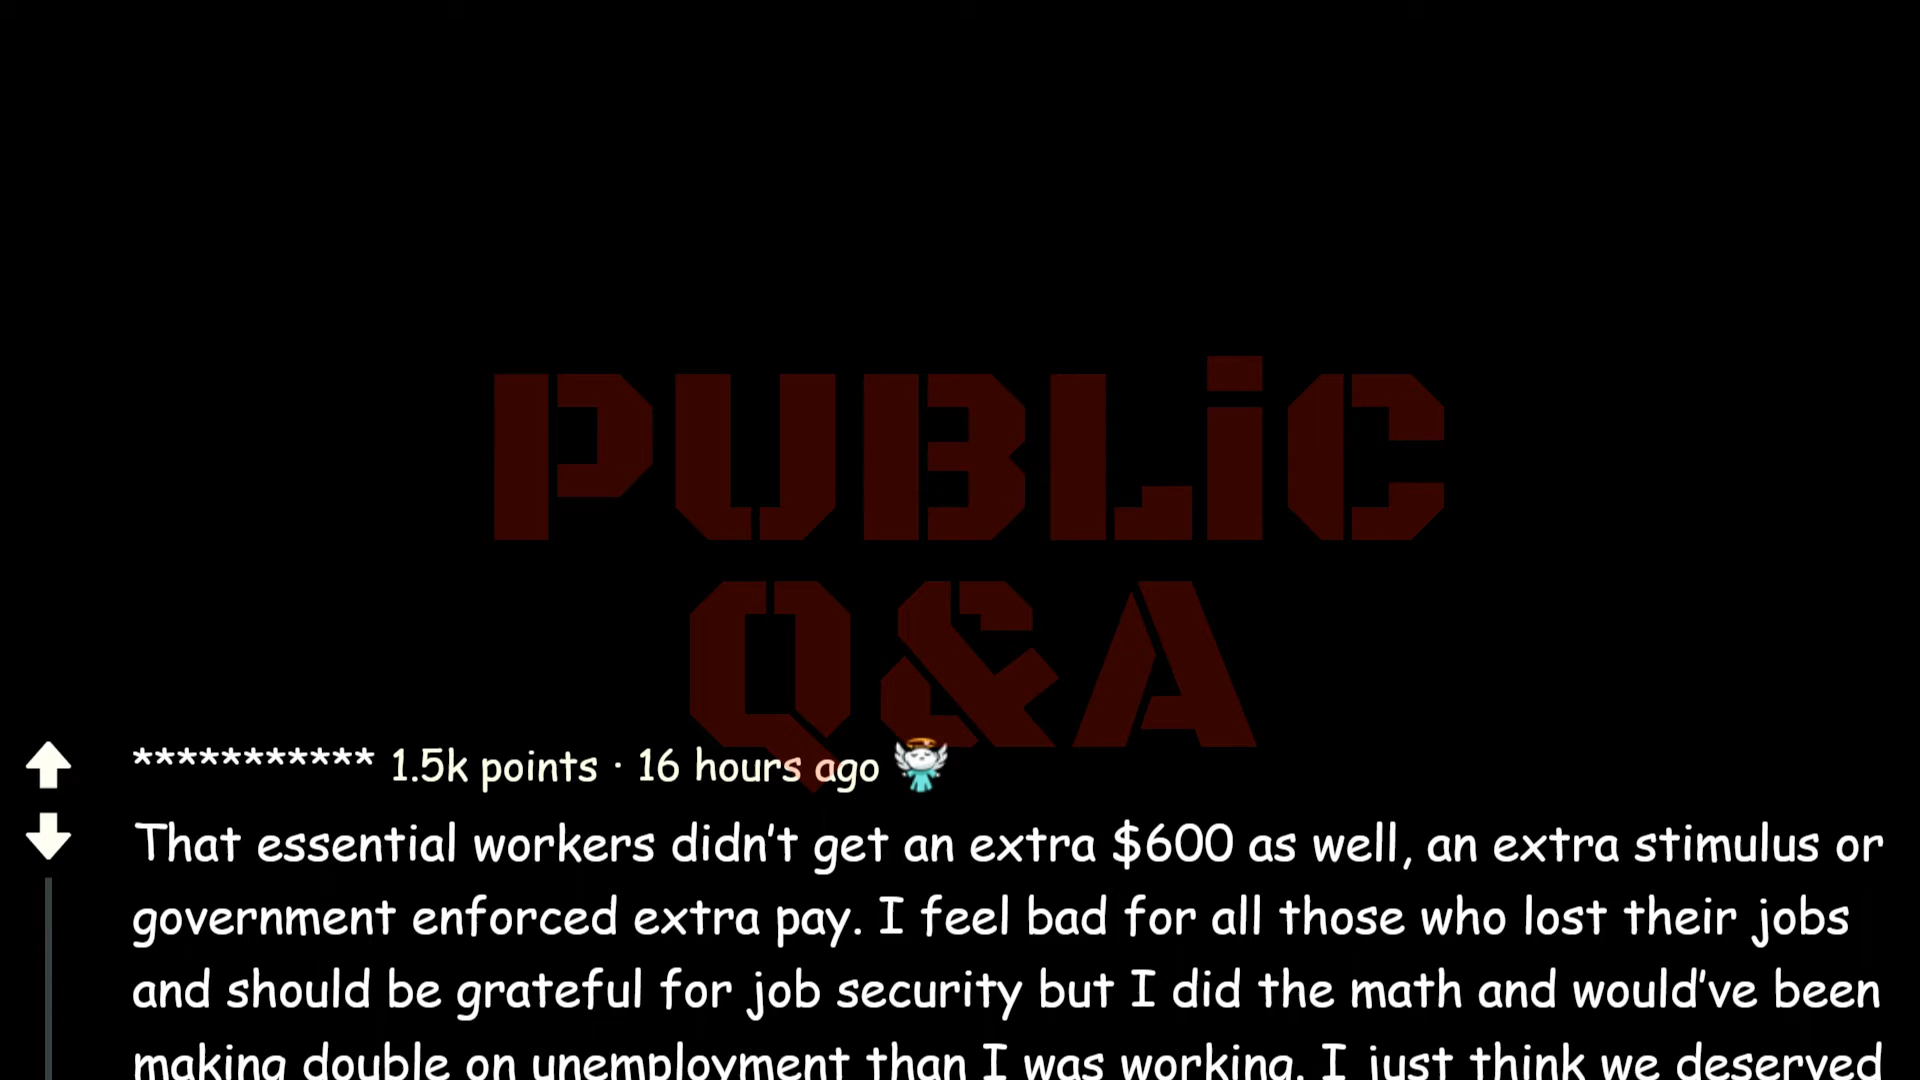 PUBLiC
Q&A
*********** 1.5k points · 16 hours ago
That essential workers didn't get an extra $600 as well, an extra stimulus or
government enforced extra pay. I feel bad for all those who lost their jobs
and should be grateful for job security but I did the math and would've been
making double on unemployment than I was working. I just think we deserved